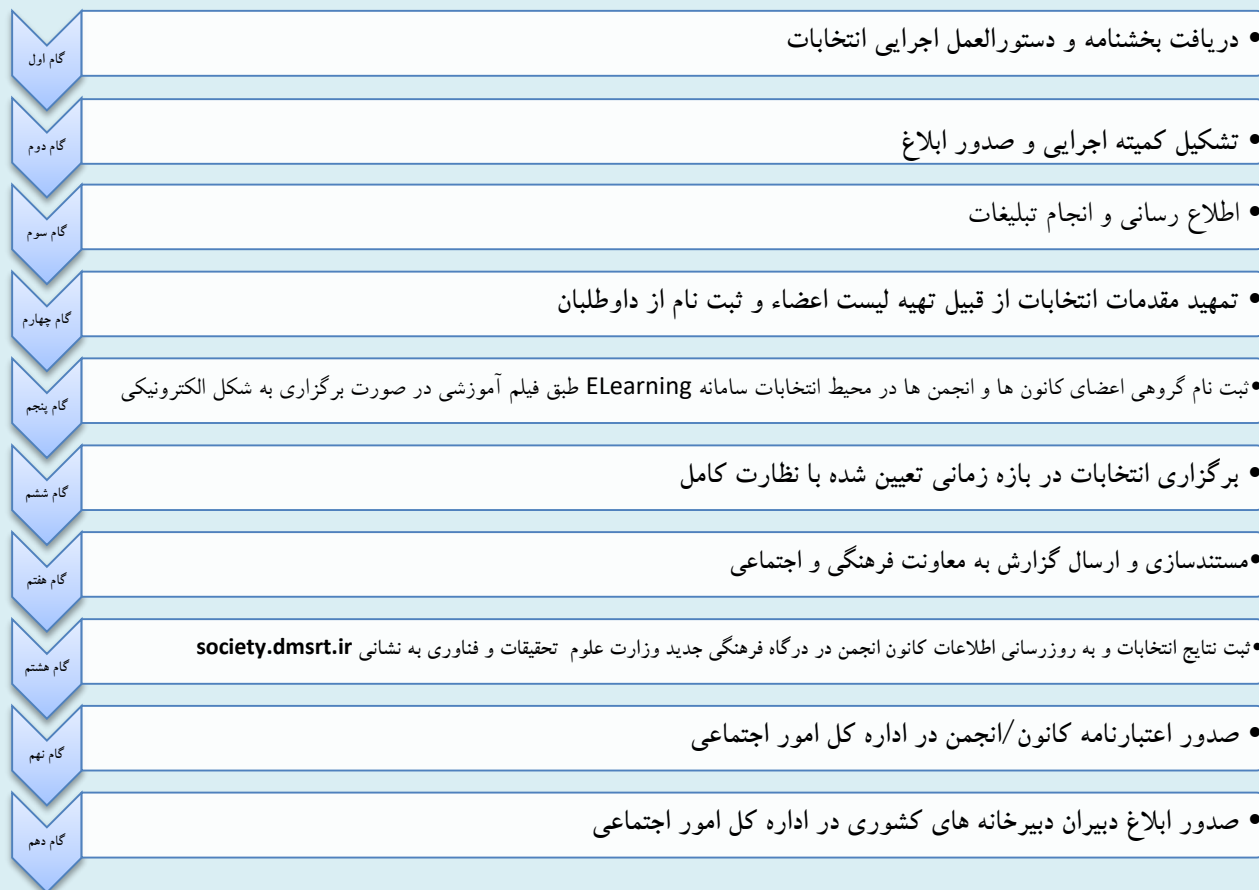 گام اول
• دریافت بخشنامه و دستورالعمل اجرایی انتخابات
گام دوم
• تشکیل کمیته اجرایی و صدور ابلاغ
گام سوم
• اطلاع رسانی و انجام تبلیغات
گام چهارم
• تمهید مقدمات انتخابات از قبیل تهیه لیست اعضاء و ثبت نام از داوطلبان
گام پنجم
•ثبت نام گروهی اعضای کانون ها و انجمن ها در محیط انتخابات سامانه ELearning طبق فیلم آموزشی در صورت برگزاری به شکل الکترونیکی
گام ششم
• برگزاری انتخابات در بازه زمانی تعیین شده با نظارت کامل
گام هفتم
•مستندسازی و ارسال گزارش به معاونت فرهنگی و اجتماعی
گام هشتم
•ثبت نتایج انتخابات و به روزرسانی اطلاعات کانون انجمن در درگاه فرهنگی جدید وزارت علوم تحقیقات و فناوری به نشانی society.dmsrt.ir
گام نهم
• صدور اعتبارنامه کانون/انجمن در اداره کل امور اجتماعی
گام دهم
• صدور ابلاغ دبیران دبیرخانه های کشوری در اداره کل امور اجتماعی